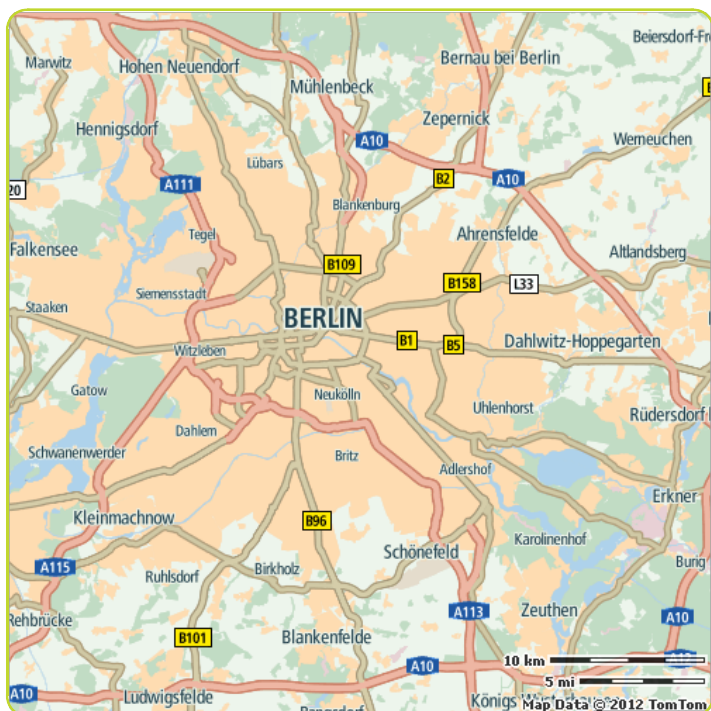 Beiersdorf-Fr
Marwitz
Hohen Neuendorf
Bernau bei Berlin
Mühlenbeck
Zepernick
Hennigsdorf
A10
Werneuchen
Lübars
B2
A10
A111
20
Blankenburg
Tegel
Ahrensfelde
Falkensee
Altlandsberg
B109
B158
L33
Siemensstadt
Staaken
BERLIN
B1
B5
Dahlwitz-Hoppegarten
Witzleben
Gatow
Neukölln
Uhlenhorst
Rüdersdorf
Dahlem
Schwanenwerder
Britz
Adlershof
Erkner
Kleinmachnow
B96
Karolinenhof
Schönefeld
Burig
A115
Birkholz
Ruhlsdorf
Zeuthen
A113
A10
Rehbrücke
B101
Blankenfelde
A10
10 km
5 mi
A10
Ludwigsfelde
Map Data © 2012 TomTom